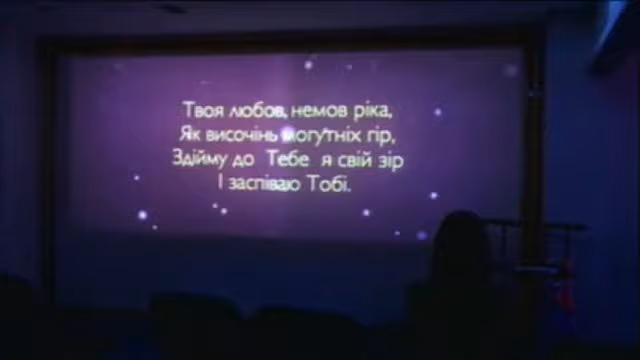 Твоя любов, немов ріка,
Як височінь могутніх гір,
Здійму до Тебе я свій зір
І заспіваю Тобі.